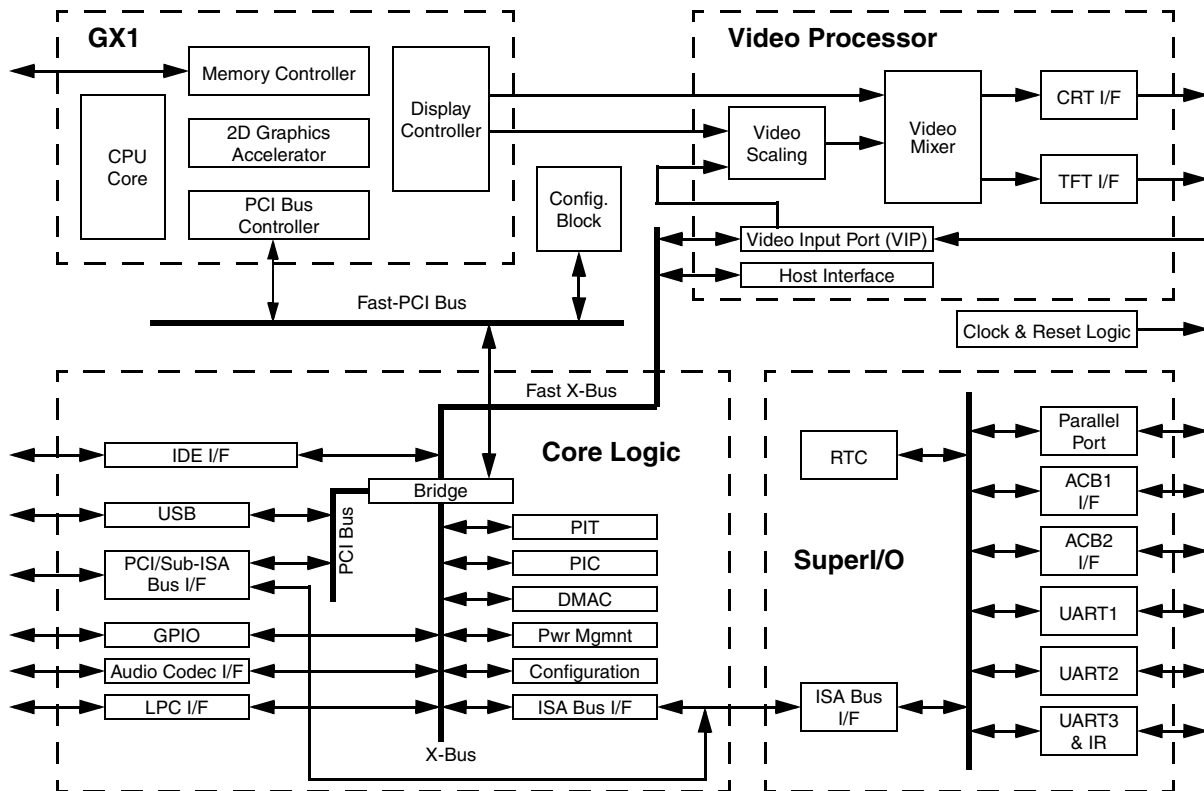 GX1
Memory Controller
CPU
Core
2D Graphics
Accelerator
PCI Bus
Controller
Display
Controller
Config.
Block
Fast-PCI Bus
Video Processor
Video
Scaling
Video
Mixer
CRT I/F
TFT I/F
Video Input Port (VIP)
Host Interface
Clock & Reset Logic
Fast X-Bus
Core Logic
IDE I/F
Bridge
USB
PCI Bus
PCI/Sub-ISA
Bus I/F
GPIO
Audio Codec I/F
LPC I/F
PIT
PIC
DMAC
Pwr Mgmnt
Configuration
ISA Bus I/F
X-Bus
SuperI/O
RTC
ISA Bus
I/F
Parallel
Port
ACB1
I/F
ACB2
I/F
UART1
UART2
UART3
& IR